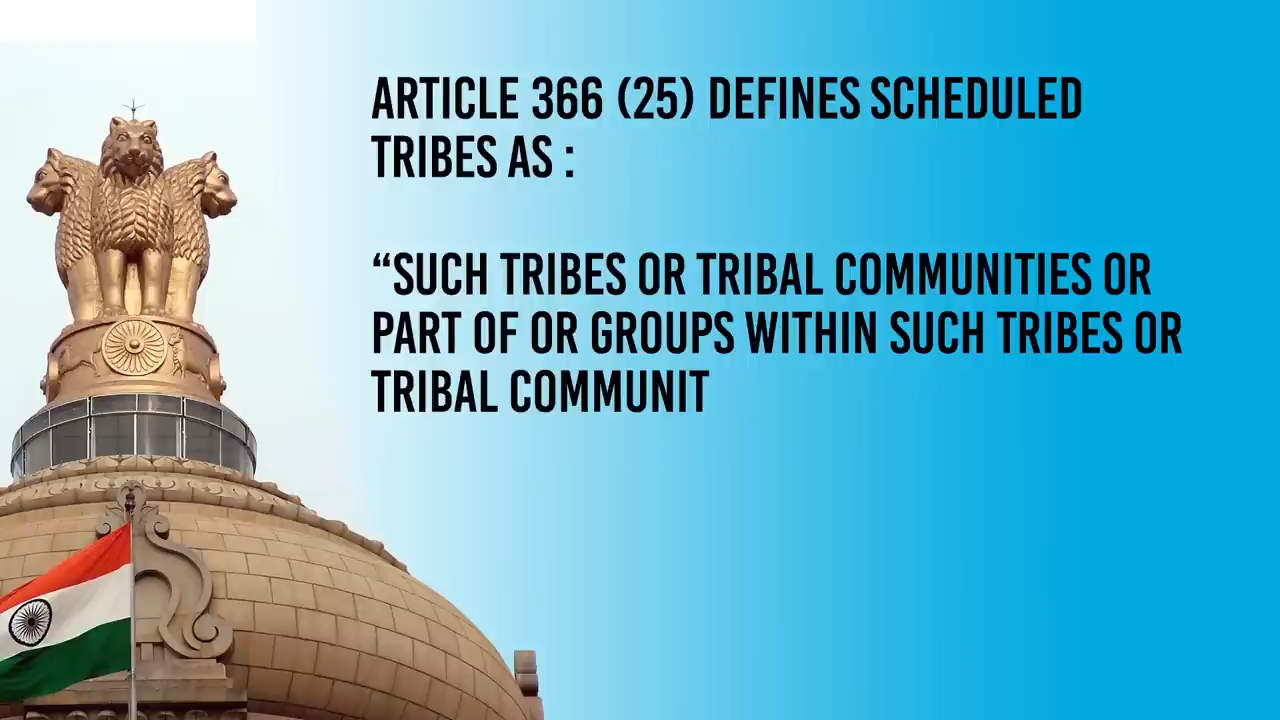 ARTICLE 366 (25) DEFINES SCHEDULED
TRIBES AS :
“SUCH TRIBES OR TRIBAL COMMUNITIES OR
PART OF OR GROUPS WITHIN SUCH TRIBES OR
TRIBAL COMMUNIT